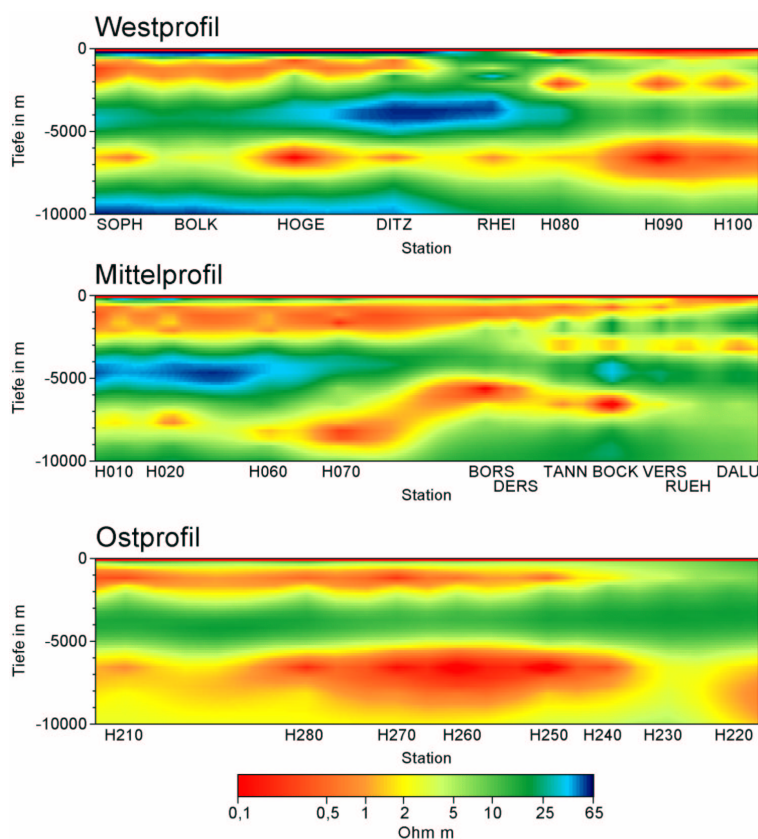 Westprofil
0
-5000
-10000
Tiefe in m
SOPH BOLK HOGE DITZ RHEI H080 H090 H100
Station
Mittelprofil
0
-5000
-10000
Tiefe in m
H010 H020 H060 H070 BORS TANN BOCK VERS DALU
DERS RUEH
Station
Ostprofil
0
-5000
-10000
Tiefe in m
H210 H280 H270 H260 H250 H240 H230 H220
Station
0,1 0,5 1 2 5 10 25 65
Ohm m